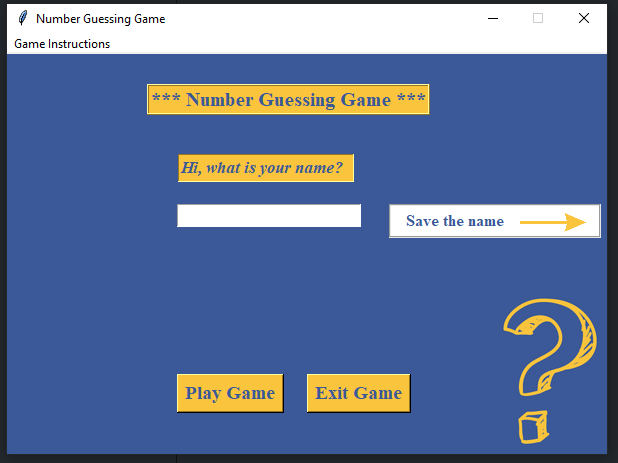 Number Guessing Game
Game Instructions
*** Number Guessing Game ***
Hi, what is your name?
Save the name
Play Game
Exit Game
?